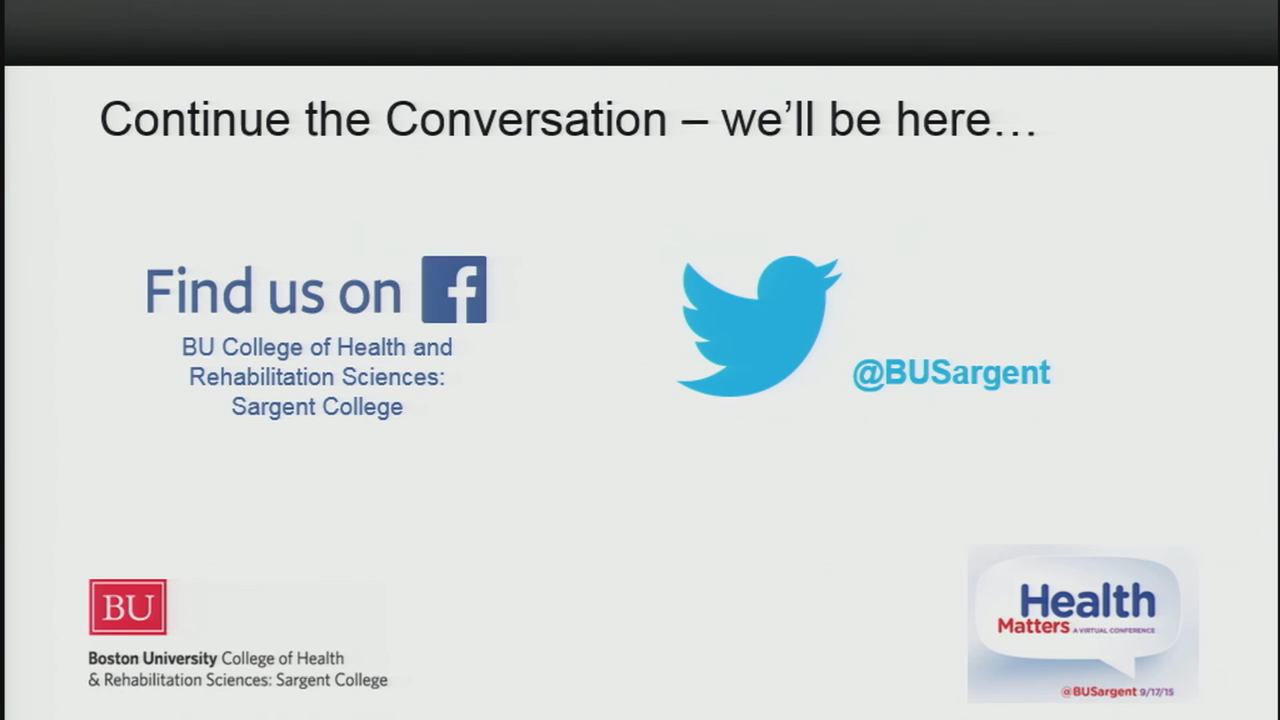 Continue the Conversation – we’ll be here…
Find us on f
BU College of Health and
Rehabilitation Sciences:
Sargent College
@BUSargent
BU
Boston University College of Health
& Rehabilitation Sciences: Sargent College
Health
Matters A VIRTUAL CONFERENCE
@BUSargent 9/17/15